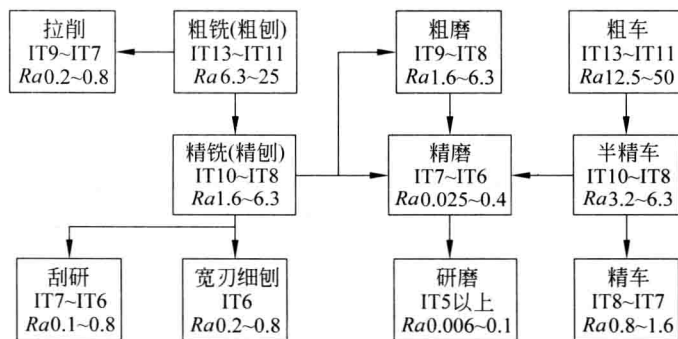 拉削
IT9~IT7
Ra0.2~0.8
粗铣(粗刨)
IT13~IT11
Ra6.3~25
粗磨
IT9~IT8
Ra1.6~6.3
粗车
IT13~IT11
Ra12.5~50
精铣(精刨)
IT10~IT8
Ra1.6~6.3
精磨
IT7~IT6
Ra0.025~0.4
半精车
IT10~IT8
Ra3.2~6.3
刮研
IT7~IT6
Ra0.1~0.8
宽刃细刨
IT6
Ra0.2~0.8
研磨
IT5以上
Ra0.006~0.1
精车
IT8~IT7
Ra0.8~1.6